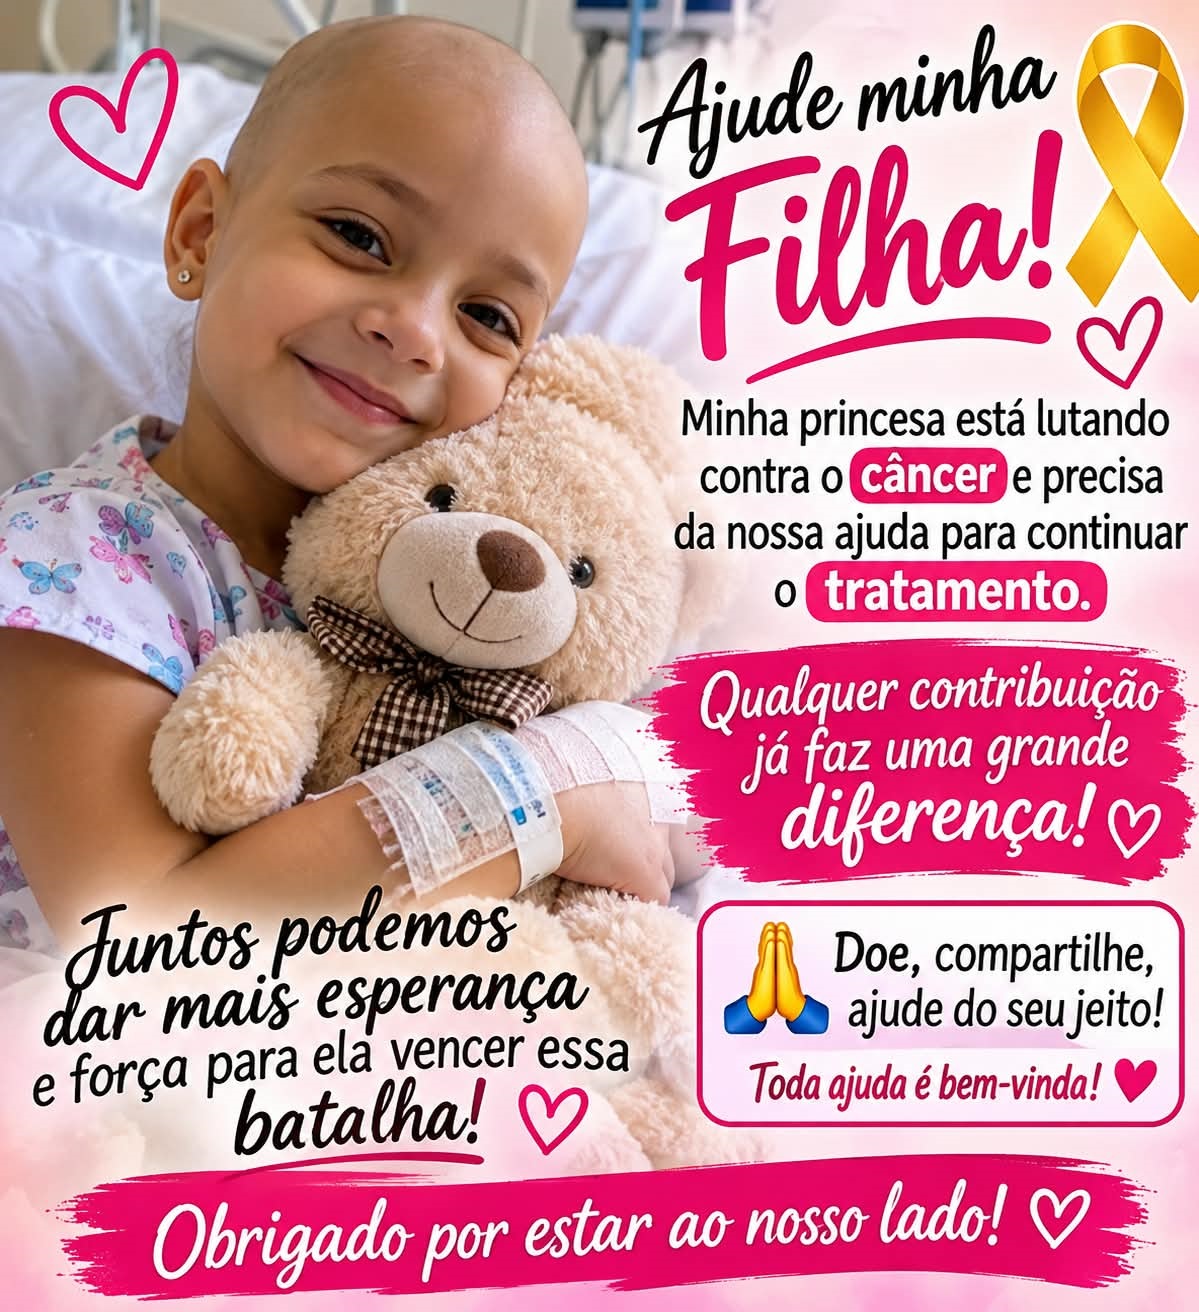 Ajude minha
Filha!
Minha princesa está lutando
contra o câncer e precisa
da nossa ajuda para continuar
o tratamento.
Qualquer contribuição
já faz uma grande
diferença!
Juntos podemos
dar mais esperança
e força para ela vencer essa
batalha!
Doe, compartilhe,
ajude do seu jeito!
Toda ajuda é bem-vinda!
Obrigado por estar ao nosso lado!